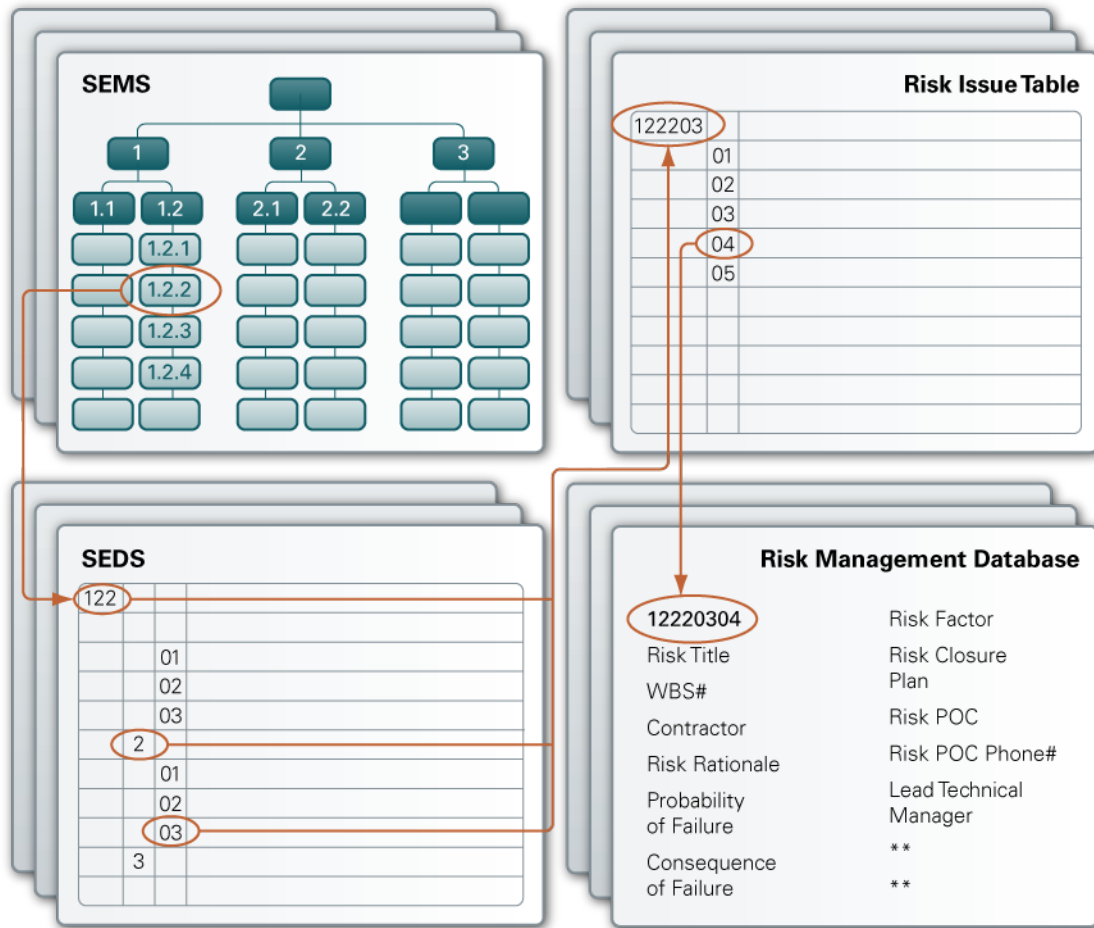 SEMS
1 2 3
1.1 1.2 2.1 2.2
1.2.1
1.2.2
1.2.3
1.2.4
Risk Issue Table
122203
01
02
03
04
05
SEDS
122
01
02
03
2
01
02
03
3
Risk Management Database
12220304
Risk Title
WBS#
Contractor
Risk Rationale
Probability
of Failure
Consequence
of Failure
Risk Factor
Risk Closure
Plan
Risk POC
Risk POC Phone#
Lead Technical
Manager
**
**